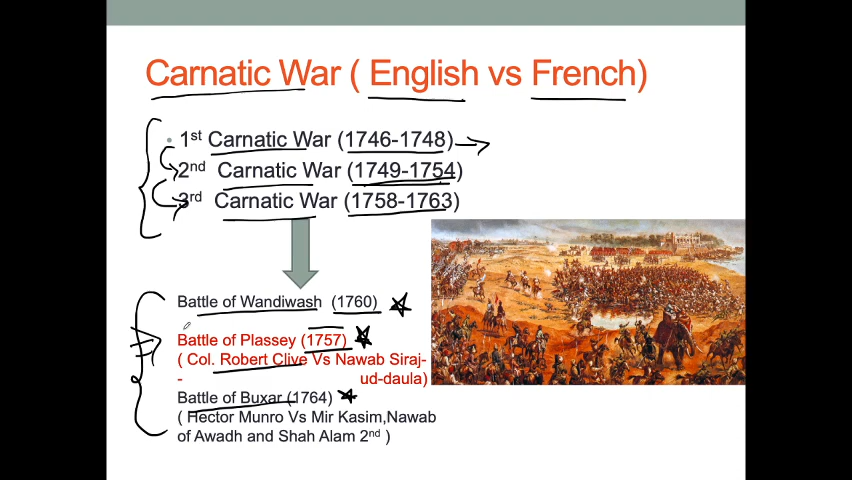 Carnatic War ( English vs French)
• 1st Carnatic War (1746-1748)
2nd Carnatic War (1749-1754)
3rd Carnatic War (1758-1763)
Battle of Wandiwash (1760)
Battle of Plassey (1757)
( Col. Robert Clive Vs Nawab Siraj-
- ud-daula)
Battle of Buxar (1764)
( Hector Munro Vs Mir Kasim,Nawab
of Awadh and Shah Alam 2nd )